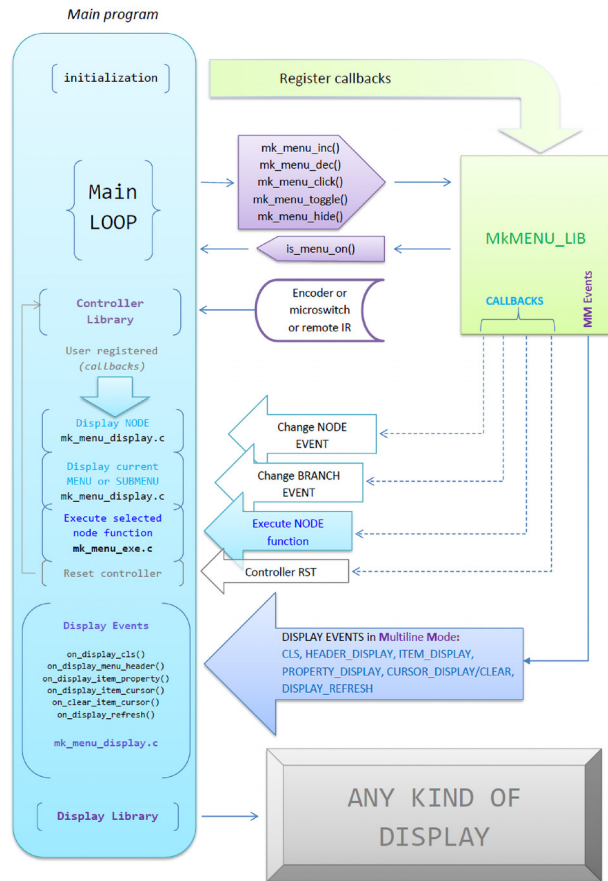 Main program
initialization
Register callbacks
mk_menu_inc()
mk_menu_dec()
mk_menu_click()
mk_menu_toggle()
mk_menu_hide()
Main
LOOP
is_menu_on()
MkMENU_LIB
CALLBACKS
MM Events
Controller
Library
Encoder or
microswitch
or remote IR
User registered
(callbacks)
Display NODE
mk_menu_display.c
Change NODE
EVENT
Display current
MENU or SUBMENU
mk_menu_display.c
Change BRANCH
EVENT
Execute selected
node function
mk_menu_exe.c
Execute NODE
function
Reset controller
Controller RST
Display Events
on_display_cls()
on_display_menu_header()
on_display_item_property()
on_display_item_cursor()
on_clear_item_cursor()
on_display_refresh()
mk_menu_display.c
DISPLAY EVENTS in Multiline Mode:
CLS, HEADER_DISPLAY, ITEM_DISPLAY,
PROPERTY_DISPLAY, CURSOR_DISPLAY/CLEAR,
DISPLAY_REFRESH
Display Library
ANY KIND OF
DISPLAY